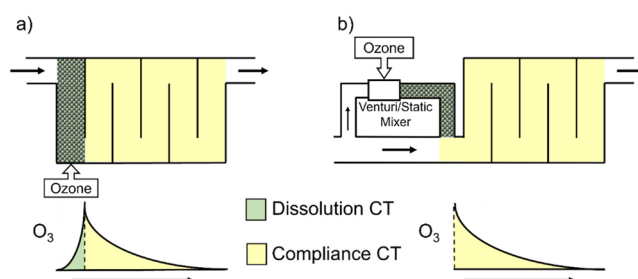 a)
Ozone
O3
b)
Ozone
Venturi/Static
Mixer
Dissolution CT
Compliance CT
O3